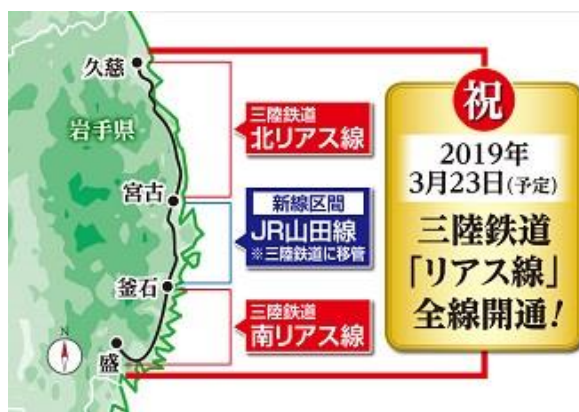 久慈
岩手県
宮古
釜石
盛
N
三陸鉄道
北リアス線
新線区間
JR山田線
※三陸鉄道に移管
三陸鉄道
南リアス線
祝
2019年
3月23日(予定)
三陸鉄道
「リアス線」
全線開通!